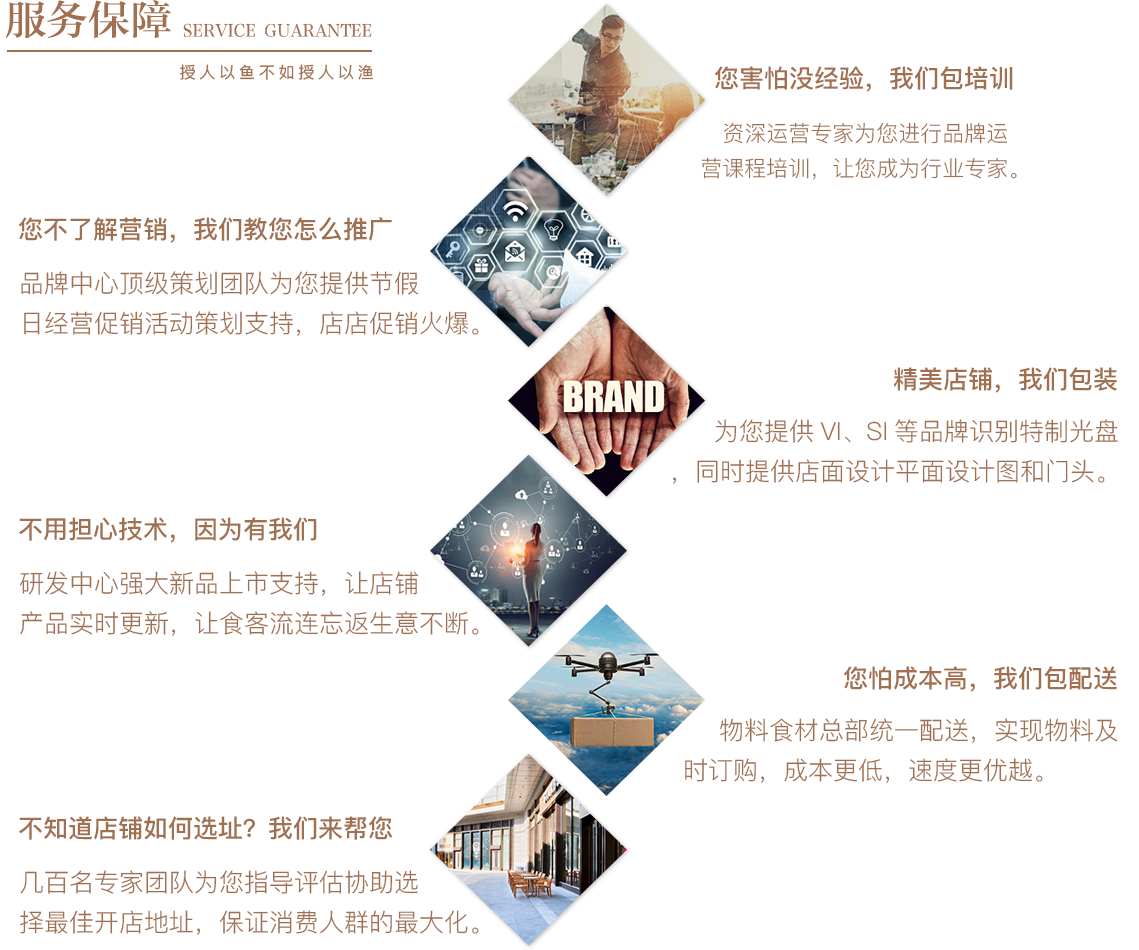 服务保障 SERVICE GUARANTEE
授人以鱼不如授人以渔
您害怕没经验，我们包培训
资深运营专家为您进行品牌运
营课程培训，让您成为行业专家。
您不了解营销，我们教您怎么推广
品牌中心顶级策划团队为您提供节假
日经营促销活动策划支持，店店促销火爆。
BRAND
精美店铺，我们包装
为您提供 VI、SI 等品牌识别特制光盘
，同时提供店面设计平面设计图和门头。
不用担心技术，因为有我们
研发中心强大新品上市支持，让店铺
产品实时更新，让食客流连忘返生意不断。
您怕成本高，我们包配送
物料食材总部统一配送，实现物料及
时订购，成本更低，速度更优越。
不知道店铺如何选址？我们来帮您
几百名专家团队为您指导评估协助选
择最佳开店地址，保证消费人群的最大化。